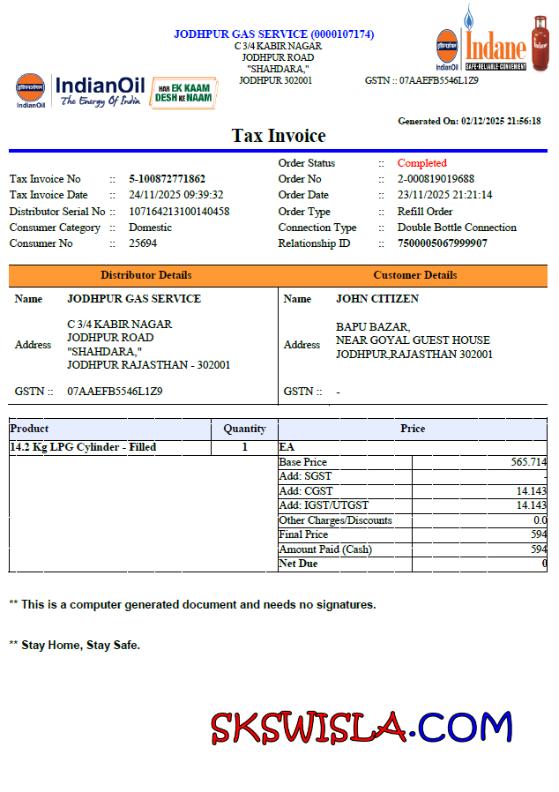 JODHPUR GAS SERVICE (0000107174)
C 3/4 KABIR NAGAR
JODHPUR ROAD
"SHAHDARA,"
JODHPUR 302001
GSTN :: 07AAEFB5546L1Z9
IndianOil
IndianOil
The Energy Of India
HAR EK KAAM
DESH KE NAAM
IndianOil
Indane
SAFE•RELIABLE•CONVENIENT
Generated On: 02/12/2025 21:56:18
Tax Invoice
Tax Invoice No :: 5-100872771862
Tax Invoice Date :: 24/11/2025 09:39:32
Distributor Serial No :: 107164213100140458
Consumer Category :: Domestic
Consumer No :: 25694
Order Status :: Completed
Order No :: 2-000819019688
Order Date :: 23/11/2025 21:21:14
Order Type :: Refill Order
Connection Type :: Double Bottle Connection
Relationship ID :: 7500005067999907
Distributor Details
Name JODHPUR GAS SERVICE
Address
C 3/4 KABIR NAGAR
JODHPUR ROAD
"SHAHDARA,"
JODHPUR RAJASTHAN - 302001
GSTN :: 07AAEFB5546L1Z9
Customer Details
Name JOHN CITIZEN
Address
BAPU BAZAR,
NEAR GOYAL GUEST HOUSE
JODHPUR,RAJASTHAN 302001
GSTN :: -
Product Quantity Price
14.2 Kg LPG Cylinder - Filled 1 EA
Base Price 565.714
Add: SGST -
Add: CGST 14.143
Add: IGST/UTGST 14.143
Other Charges/Discounts 0.0
Final Price 594
Amount Paid (Cash) 594
Net Due 0
** This is a computer generated document and needs no signatures.
** Stay Home, Stay Safe.
SKSWISLA.COM